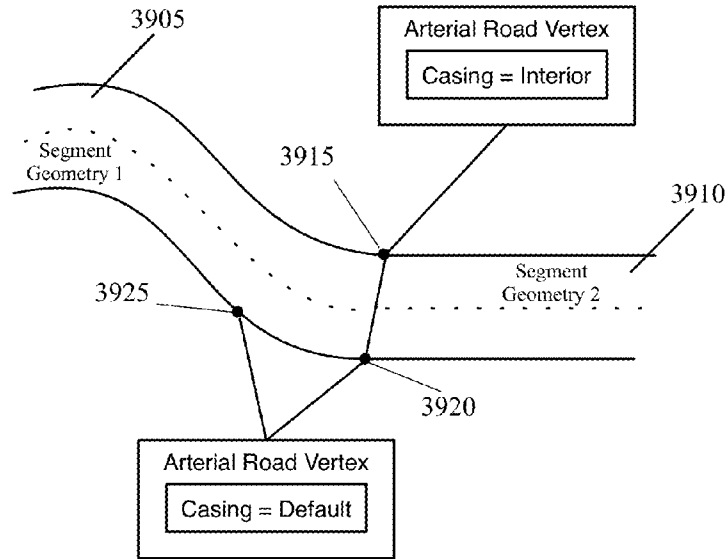 3905
Arterial Road Vertex
Casing = Interior
Segment
Geometry 1
3915
3910
Segment
Geometry 2
3925
3920
Arterial Road Vertex
Casing = Default